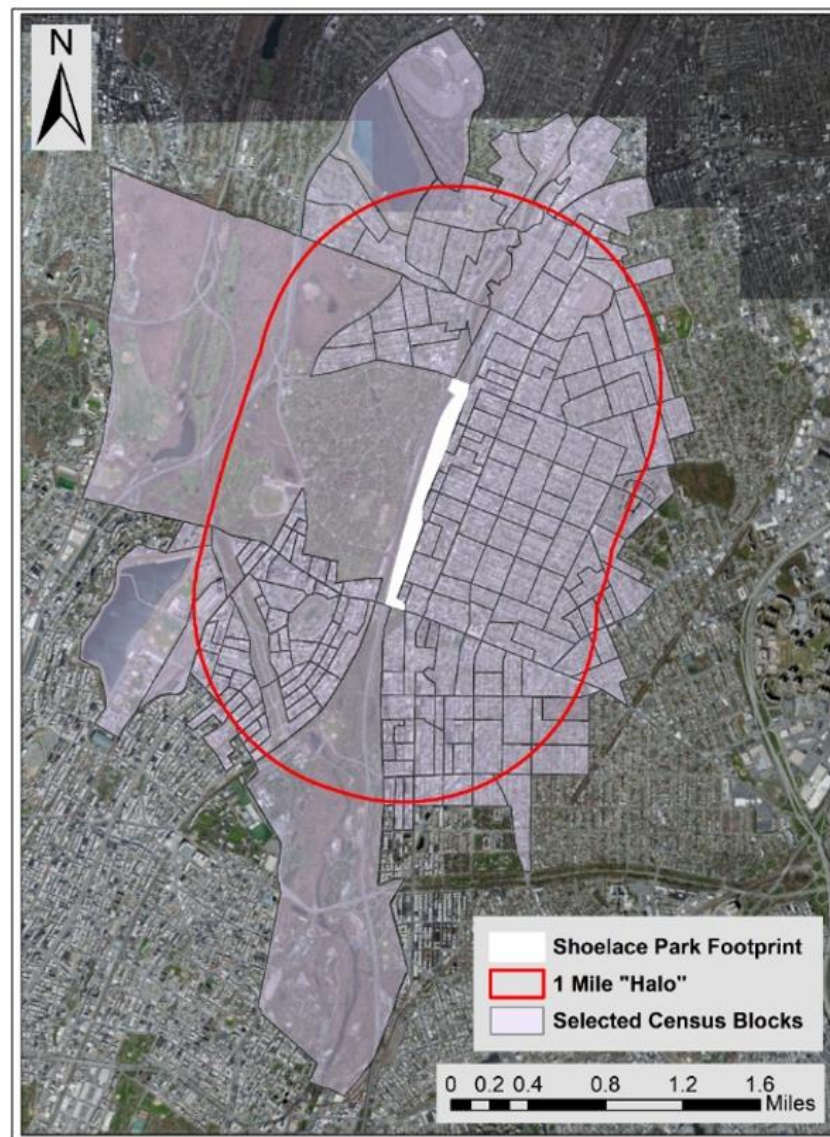 N
Shoelace Park Footprint
1 Mile "Halo"
Selected Census Blocks
0 0.2 0.4 0.8 1.2 1.6
Miles